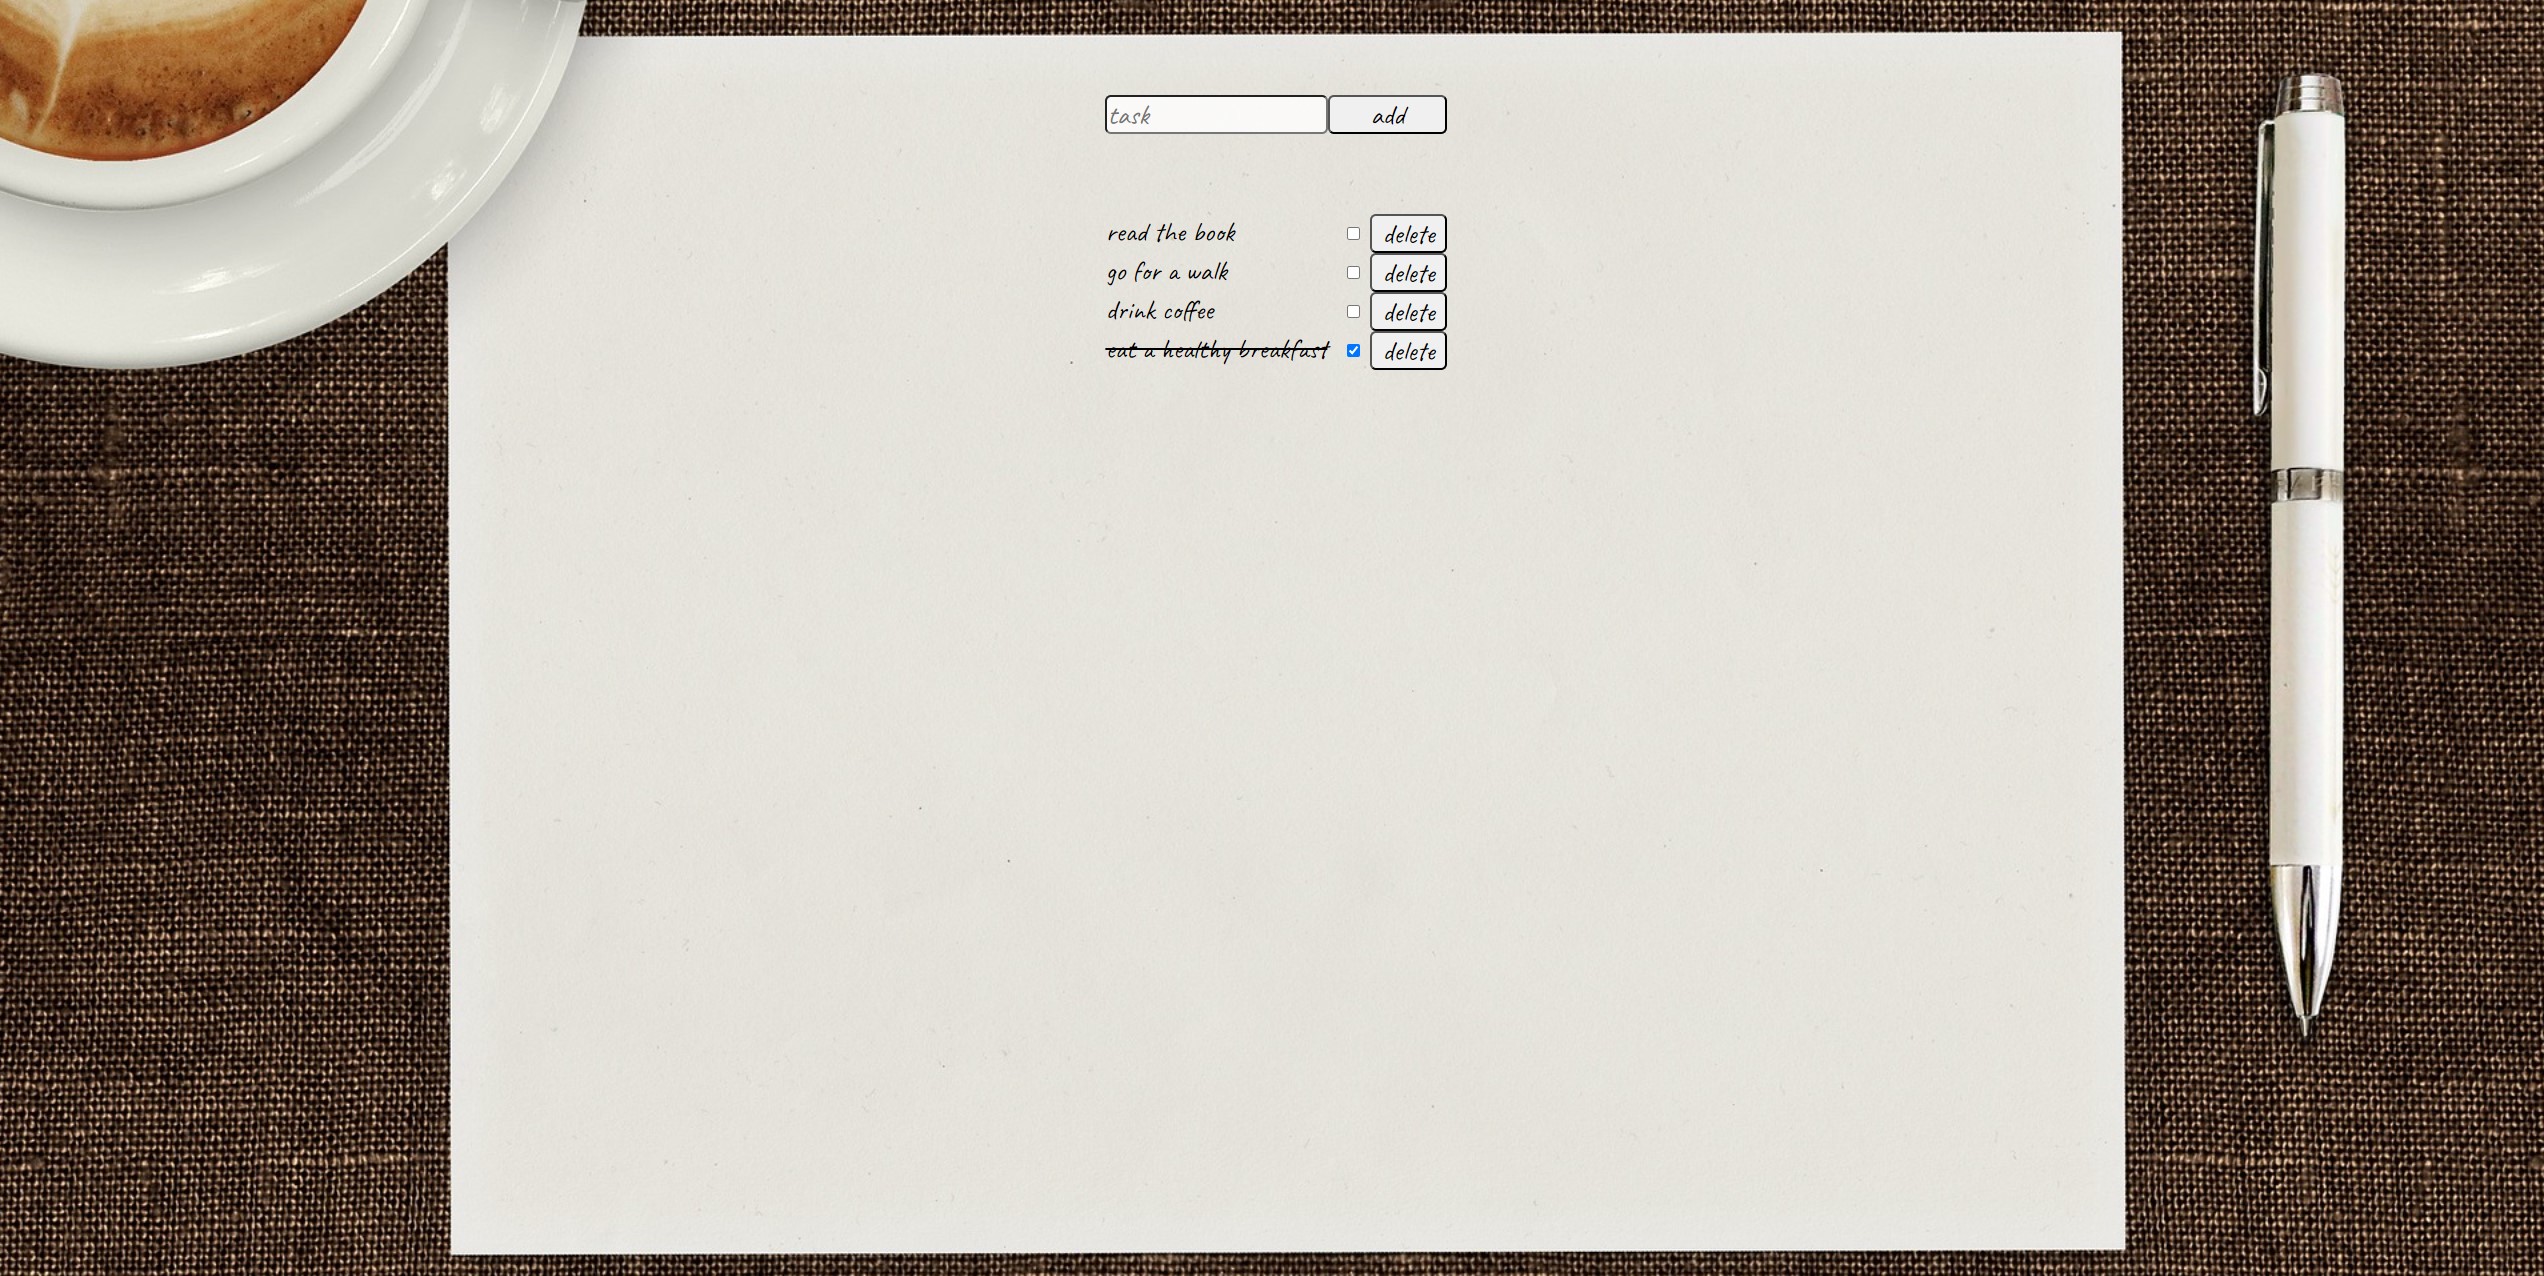 task add
read the book delete
go for a walk delete
drink coffee delete
eat a healthy breakfast delete